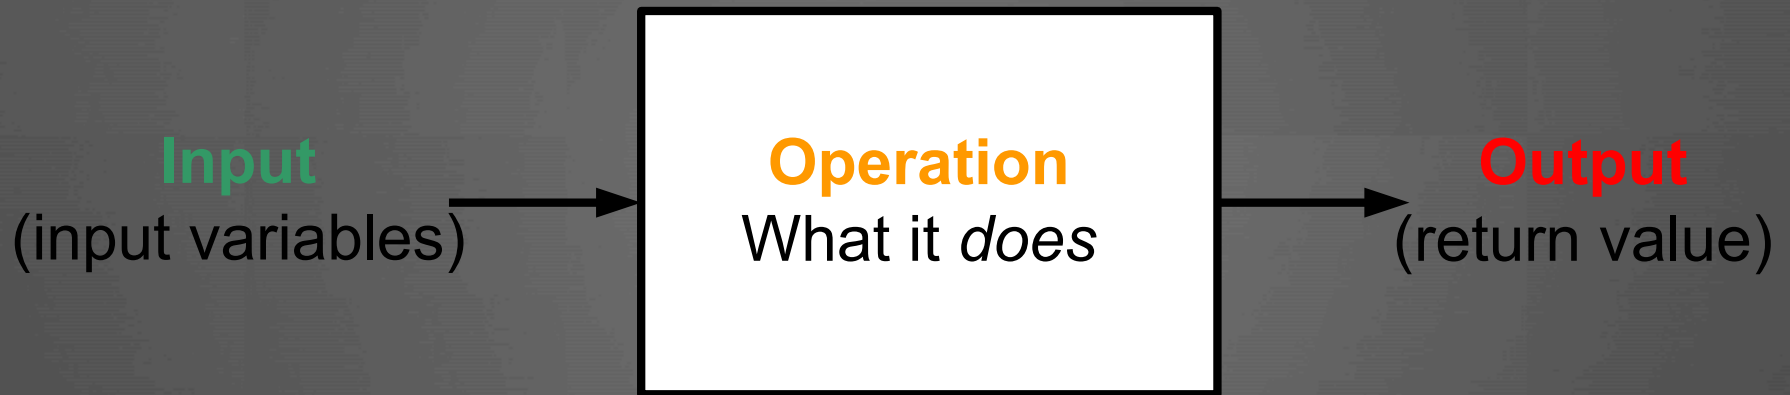 Input
(input variables)
Operation
What it does
Output
(return value)